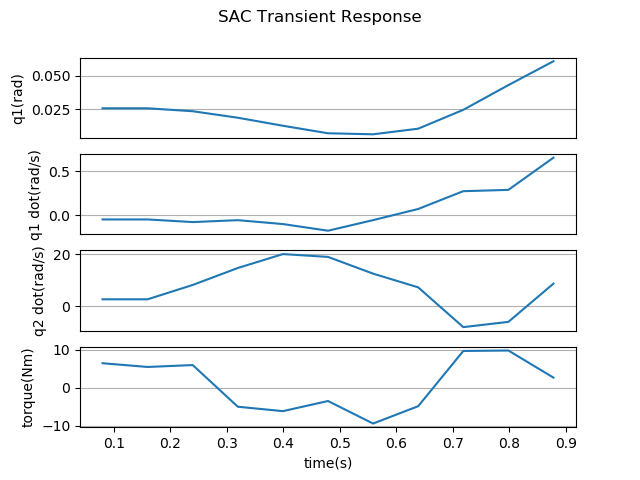 SAC Transient Response
q1(rad)
0.050
0.025
q1 dot(rad/s)
0.5
0.0
q2 dot(rad/s)
20
0
torque(Nm)
10
0
−10
0.1 0.2 0.3 0.4 0.5 0.6 0.7 0.8 0.9
time(s)